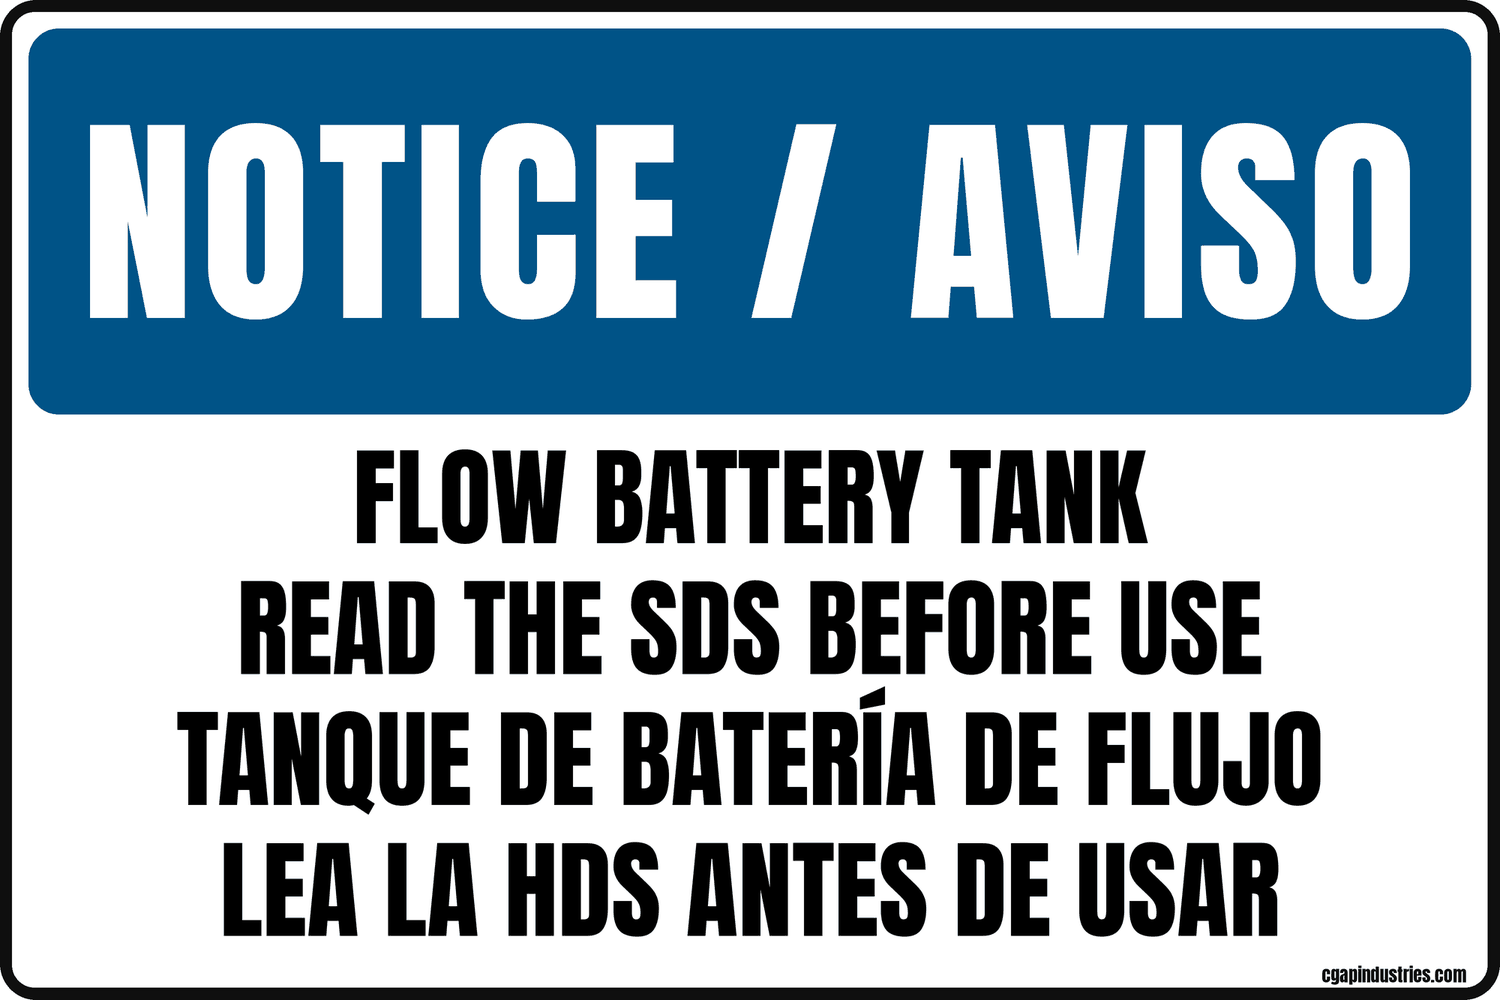 NOTICE / AVISO
FLOW BATTERY TANK
READ THE SDS BEFORE USE
TANQUE DE BATERÍA DE FLUJO
LEA LA HDS ANTES DE USAR
cgapindustries.com